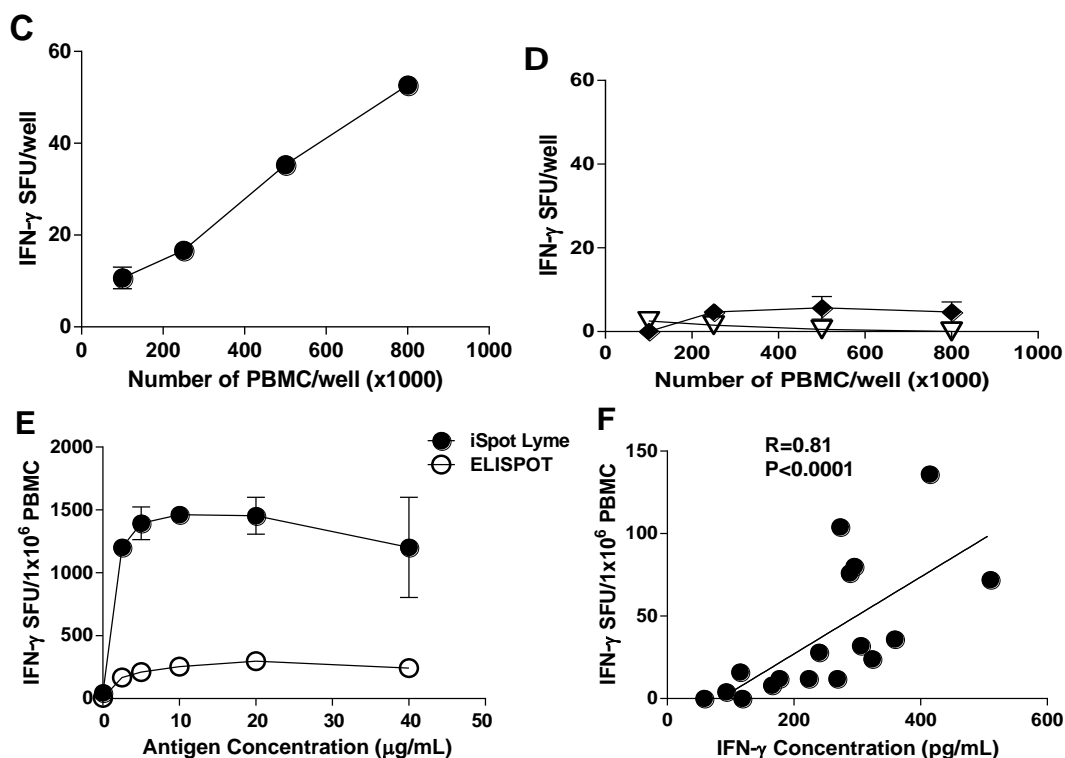 C
60
40
20
0
IFN-γ SFU/well
0 200 400 600 800 1000
Number of PBMC/well (x1000)
D
60
40
20
0
IFN-γ SFU/well
200 400 600 800 1000
Number of PBMC/well (x1000)
E
2000
1500
1000
500
0
IFN-γ SFU/1x10⁶ PBMC
0 10 20 30 40 50
Antigen Concentration (μg/mL)
iSpot Lyme
ELISPOT
F
R=0.81
P<0.0001
150
100
50
0
IFN-γ SFU/1x10⁶ PBMC
0 200 400 600
IFN-γ Concentration (pg/mL)